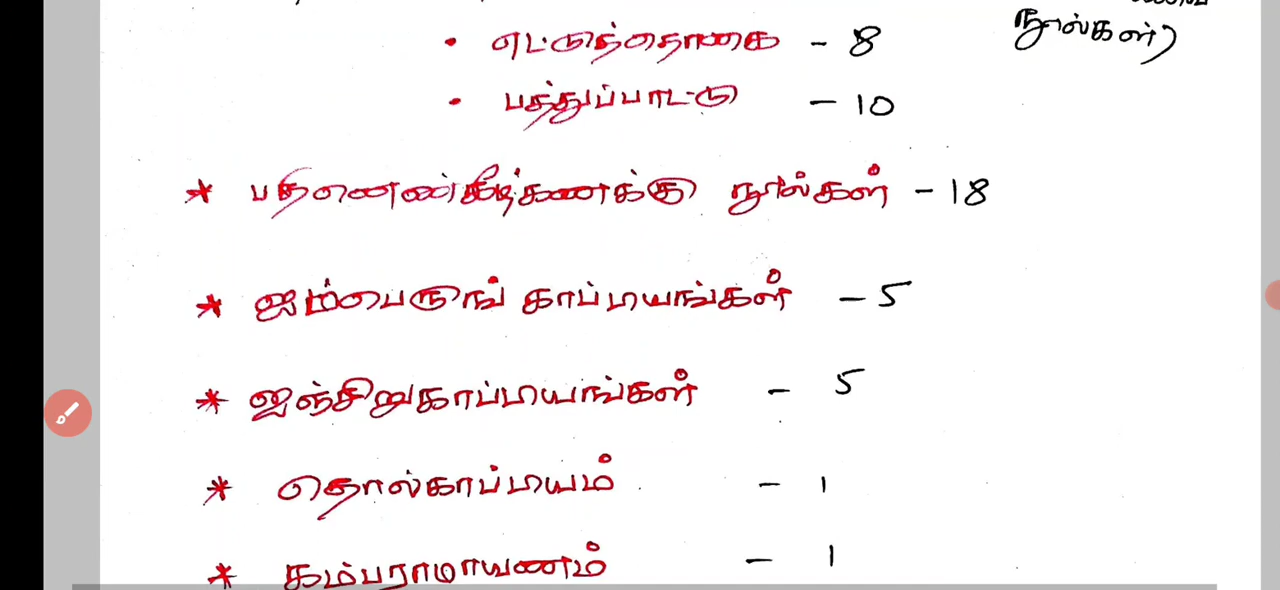 • எட்டுத்தொகை - 8
நூல்கள்)
• பத்துப்பாட்டு - 10
* பதினெண்கீழ்கணக்கு நூல்கள் - 18
* ஐம்பெருங் காப்பியங்கள் - 5
* ஐஞ்சிறுகாப்பியங்கள் - 5
* தொல்காப்பியம் - 1
* கம்பராமாயணம் - 1